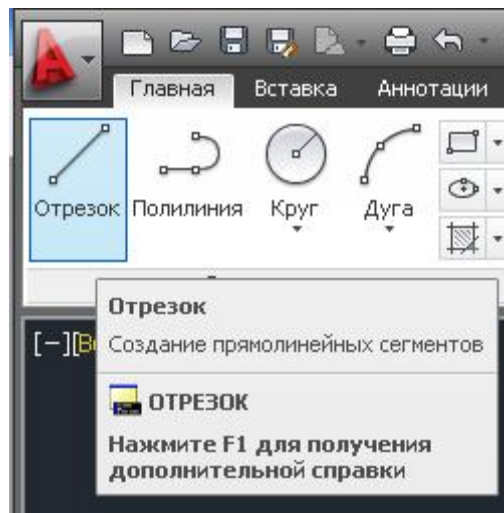 Главная Вставка Аннотации
Отрезок Полилиния Круг Дуга
Отрезок
[−][В
Создание прямолинейных сегментов
ОТРЕЗОК
Нажмите F1 для получения
дополнительной справки